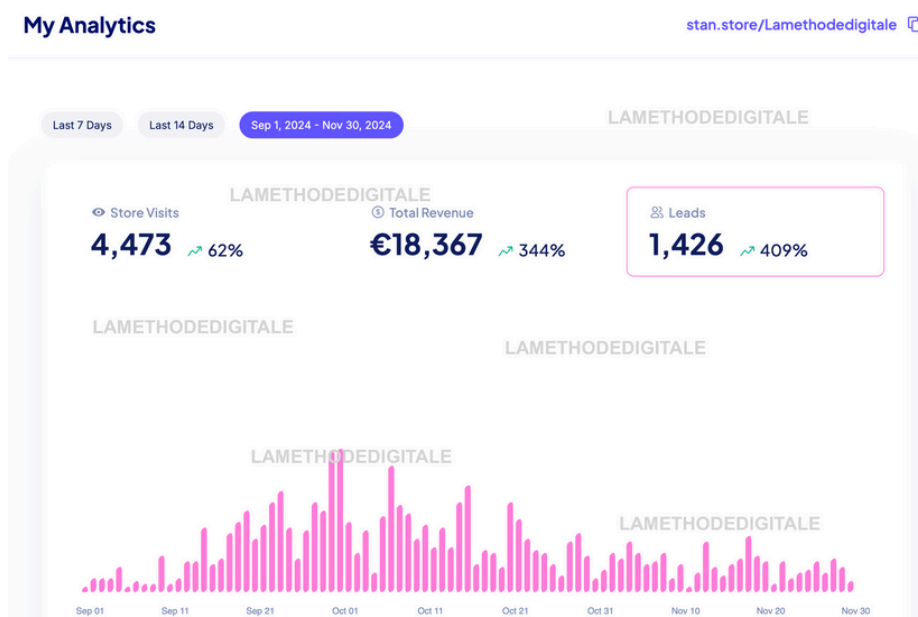 My Analytics
stan.store/Lamethodedigitale
LAMETHODEDIGITALE
Last 7 Days
Last 14 Days
Sep 1, 2024 - Nov 30, 2024
LAMETHODEDIGITALE
Store Visits
4,473 62%
Total Revenue
€18,367 344%
Leads
1,426 409%
LAMETHODEDIGITALE
LAMETHODEDIGITALE
LAMETHODEDIGITALE
LAMETHODEDIGITALE
Sep 01 Sep 11 Sep 21 Oct 01 Oct 11 Oct 21 Oct 31 Nov 10 Nov 20 Nov 30